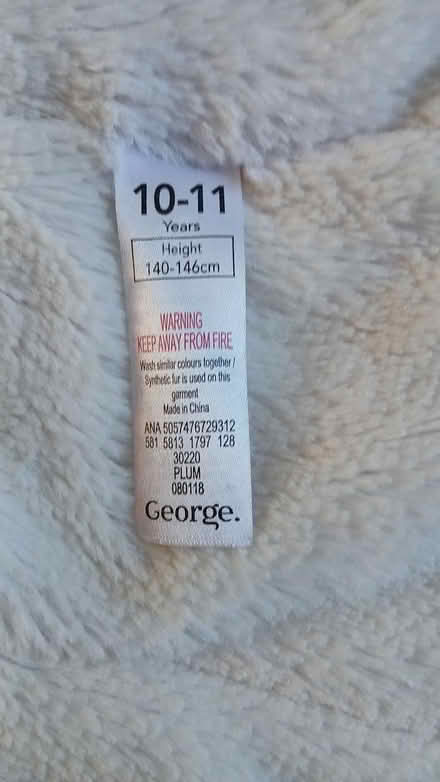 10-11
Years
Height
140-146cm
WARNING
KEEP AWAY FROM FIRE
Wash similar colours together /
Synthetic fur is used on this
garment
Made in China
ANA 5057476729312
581 5813 1797 128
30220
PLUM
080118
George.